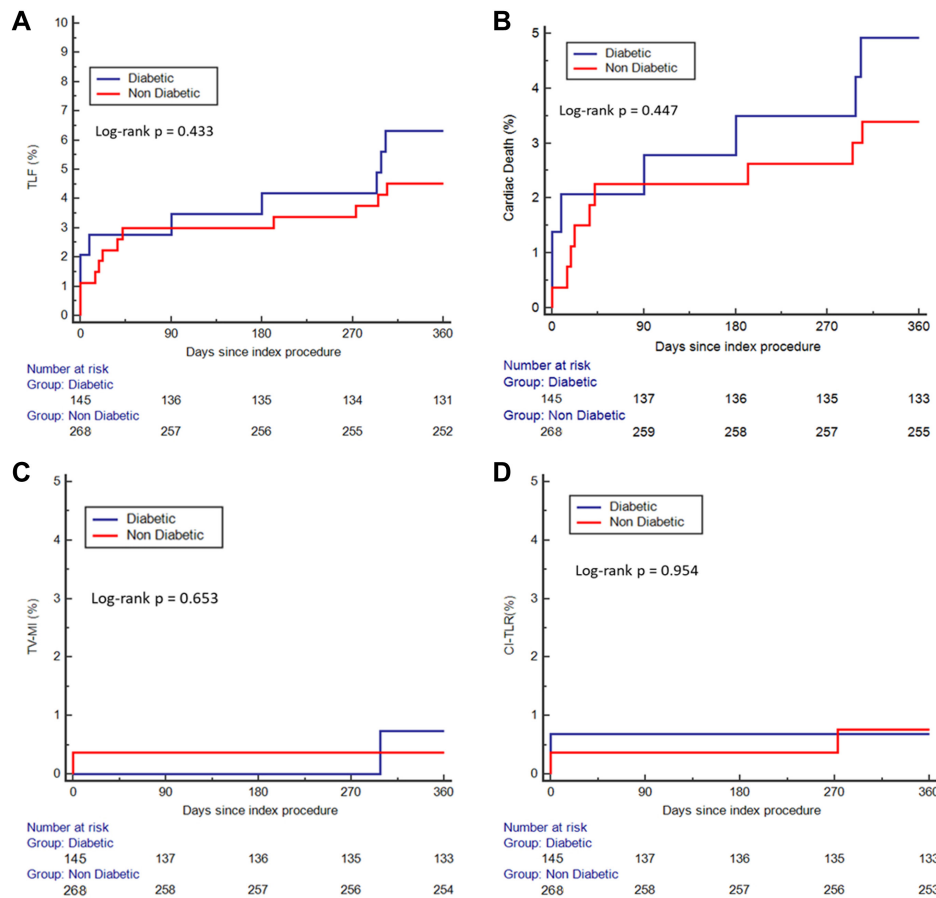 A
10
9
8
7
6
5
4
3
2
1
0
TLF (%)
Diabetic
Non Diabetic
Log-rank p = 0.433
0 90 180 270 360
Days since index procedure
Number at risk
Group: Diabetic
145 136 135 134 131
Group: Non Diabetic
268 257 256 255 252
B
5
4
3
2
1
0
Cardiac Death (%)
Diabetic
Non Diabetic
Log-rank p = 0.447
0 90 180 270 360
Days since index procedure
Number at risk
Group: Diabetic
145 137 136 135 133
Group: Non Diabetic
268 259 258 257 255
C
5
4
3
2
1
0
TV-MI (%)
Diabetic
Non Diabetic
Log-rank p = 0.653
0 90 180 270 360
Days since index procedure
Number at risk
Group: Diabetic
145 137 136 135 133
Group: Non Diabetic
268 258 257 256 254
D
5
4
3
2
1
0
CI-TLR(%)
Diabetic
Non Diabetic
Log-rank p = 0.954
0 90 180 270 360
Days since index procedure
Number at risk
Group: Diabetic
145 137 136 135 133
Group: Non Diabetic
268 258 257 256 253